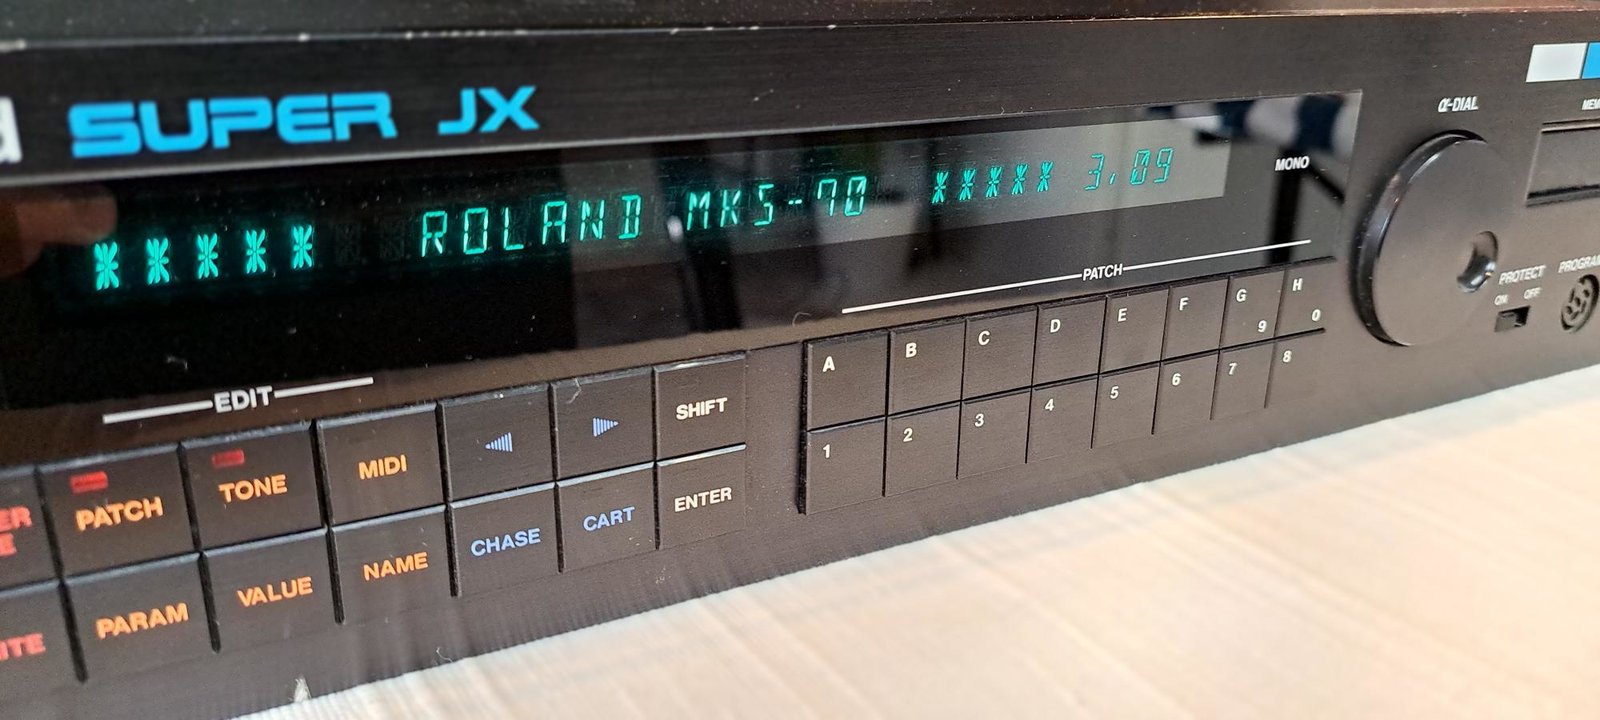 SUPER JX
***** ROLAND MKS-70 ***** 3.09
MONO
α-DIAL
PATCH
A B C D E F G 9 H 0
1 2 3 4 5 6 7 8
PROTECT
ON OFF
EDIT
PATCH TONE MIDI SHIFT
PARAM VALUE NAME CHASE CART ENTER